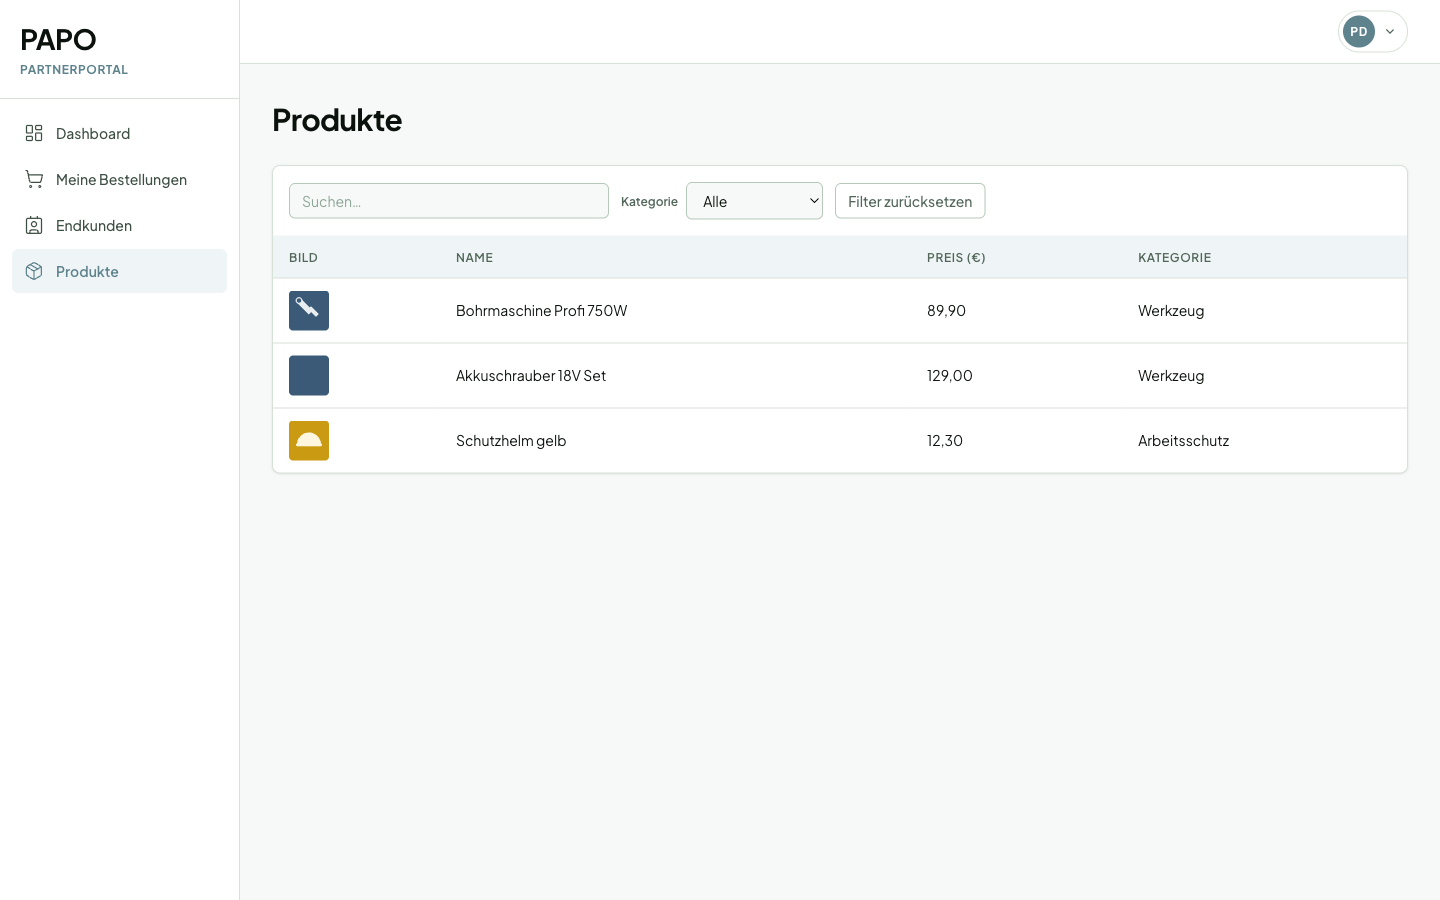 PAPO
PARTNERPORTAL
Dashboard
Meine Bestellungen
Endkunden
Produkte
PD
Produkte
Suchen... Kategorie Alle Filter zurücksetzen
BILD NAME PREIS (€) KATEGORIE
Bohrmaschine Profi 750W 89,90 Werkzeug
Akkuschrauber 18V Set 129,00 Werkzeug
Schutzhelm gelb 12,30 Arbeitsschutz